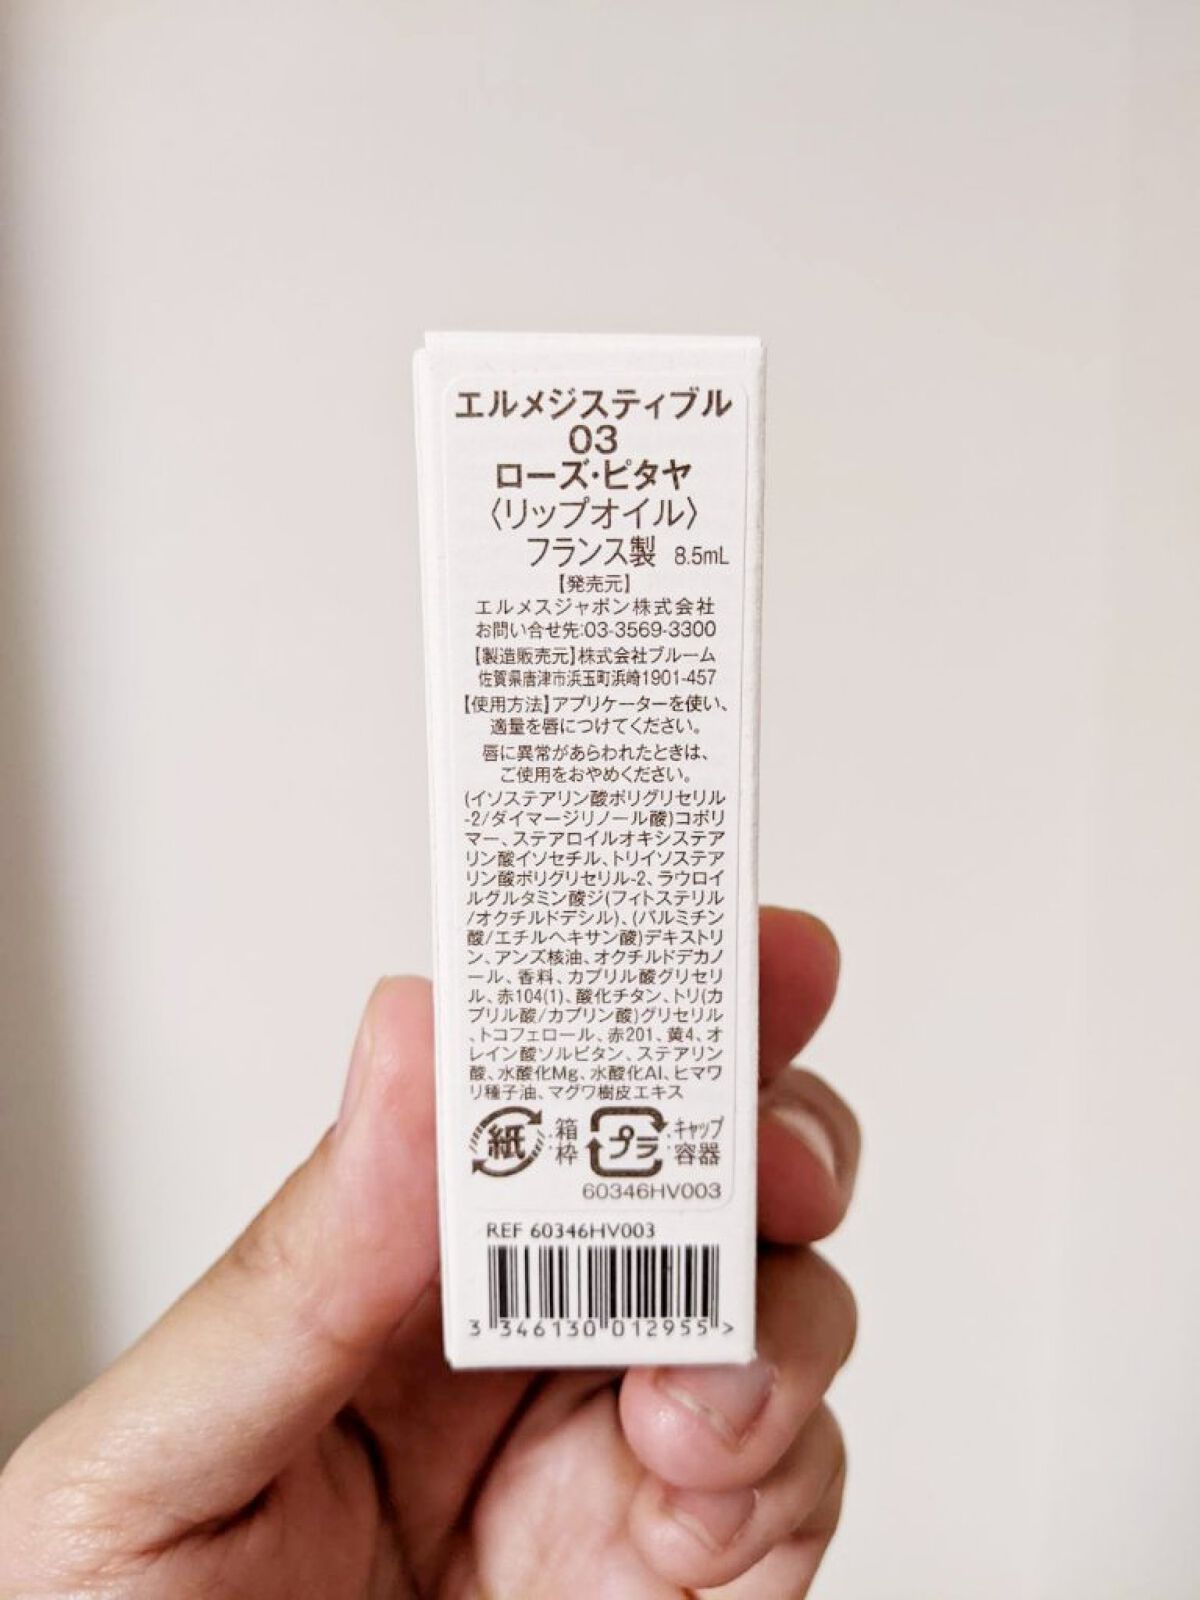 エルメジスティブル
03
ローズ・ピタヤ
〈リップオイル〉
フランス製 8.5mL
【発売元】
エルメスジャポン株式会社
お問い合せ先:03-3569-3300
【製造販売元】株式会社ブルーム
佐賀県唐津市浜玉町浜崎1901-457
【使用方法】アプリケーターを使い、
適量を唇につけてください。
唇に異常があらわれたときは、
ご使用をおやめください。
(イソステアリン酸ポリグリセリル
-2/ダイマージリノール酸)コポリ
マー、ステアロイルオキシステア
リン酸イソセチル、トリイソステア
リン酸ポリグリセリル-2、ラウロイ
ルグルタミン酸ジ(フィトステリル
/オクチルドデシル)、(パルミチン
酸/エチルヘキサン酸)デキストリ
ン、アンズ核油、オクチルドデカノ
ール、香料、カプリル酸グリセリ
ル、赤104(1)、酸化チタン、トリ(カ
プリル酸/カプリン酸)グリセリル
、トコフェロール、赤201、黄4、オ
レイン酸ソルビタン、ステアリン
酸、水酸化Mg、水酸化Al、ヒマワ
リ種子油、マグワ樹皮エキス
紙 :箱 枠 プラ :キャップ 容器
60346HV003
REF 60346HV003
3 346130 012955 >